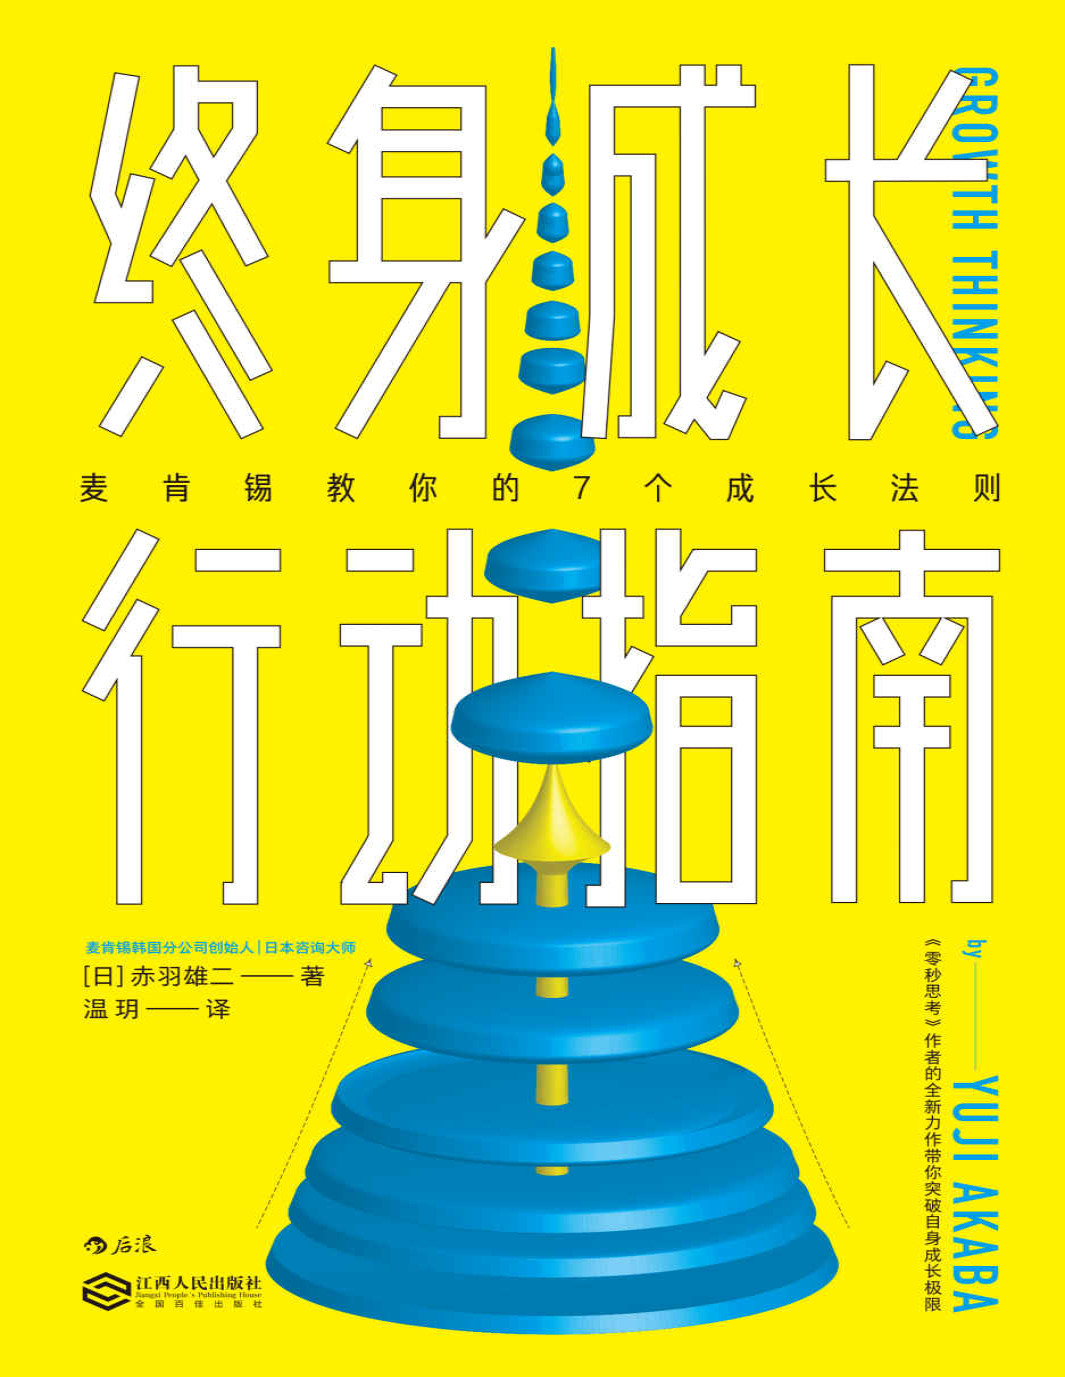 终身成长
GROWTH THINKING
麦肯锡教你的7个成长法则
行动指南
麦肯锡韩国分公司创始人|日本咨询大师
[日]赤羽雄二——著
温玥——译
by——YUJI AKABA
《零秒思考》作者的全新力作带你突破自身成长极限
后浪
江西人民出版社
Jiangxi People's Publishing House
全国百佳出版社